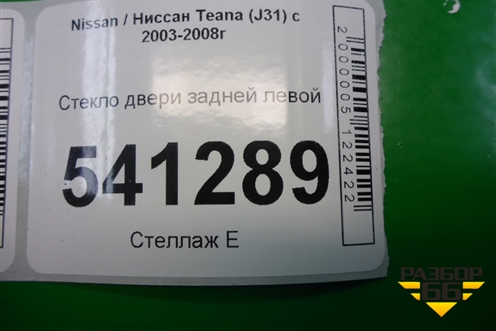 Nissan / Ниссан Teana (J31) с
2003-2008г
Стекло двери задней левой
541289
Стеллаж E
2000005122422
РАЗБОР
66